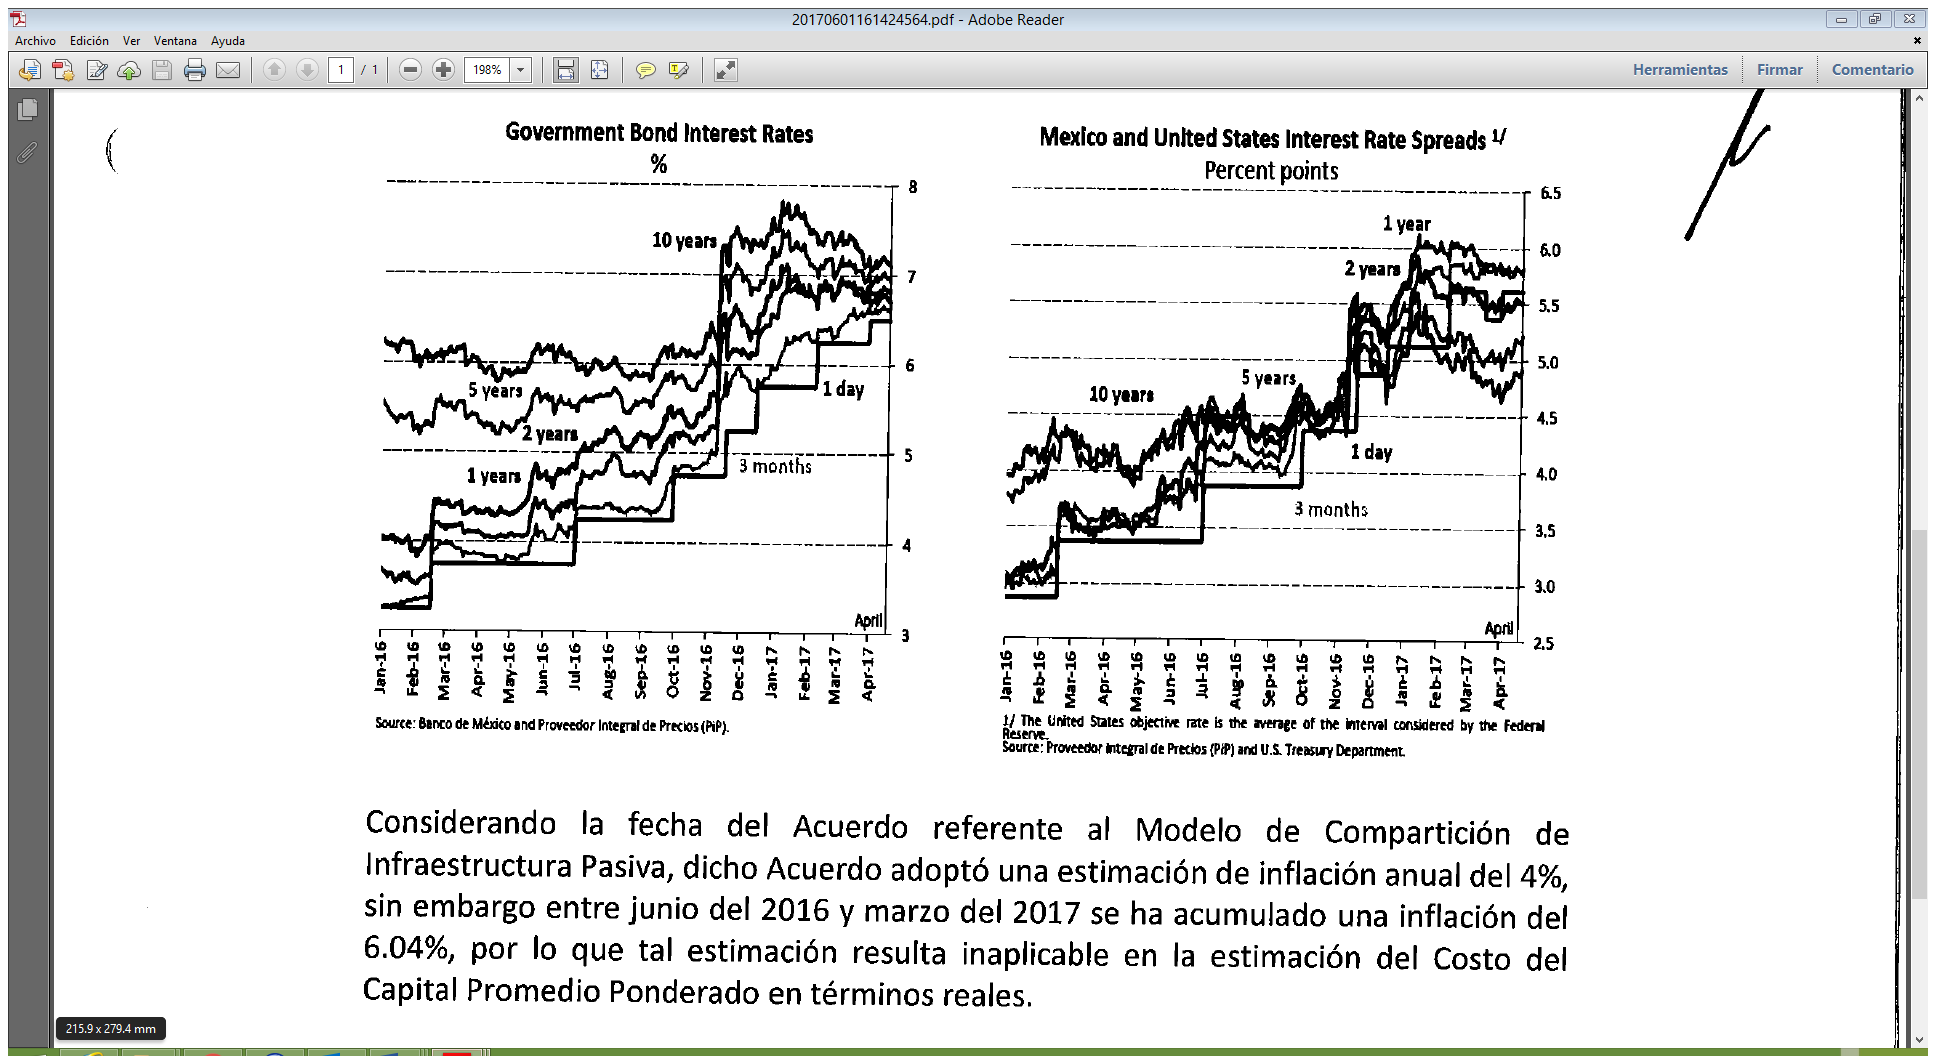 20170601161424564.pdf - Adobe Reader
Archivo Edición Ver Ventana Ayuda
1 / 1 198% Herramientas Firmar Comentario
Government Bond Interest Rates
%
8
7
6
5
4
3
10 years
5 years
2 years
1 years
1 day
3 months
April
Jan-16 Feb-16 Mar-16 Apr-16 May-16 Jun-16 Jul-16 Aug-16 Sep-16 Oct-16 Nov-16 Dec-16 Jan-17 Feb-17 Mar-17 Apr-17
Source: Banco de México and Proveedor Integral de Precios (PiP).
Mexico and United States Interest Rate Spreads 1/
Percent points
6.5
6.0
5.5
5.0
4.5
4.0
3.5
3.0
2.5
1 year
2 years
5 years
10 years
1 day
3 months
April
Jan-16 Feb-16 Mar-16 Apr-16 May-16 Jun-16 Jul-16 Aug-16 Sep-16 Oct-16 Nov-16 Dec-16 Jan-17 Feb-17 Mar-17 Apr-17
1/ The United States objective rate is the average of the interval considered by the Federal
Reserve.
Source: Proveedor Integral de Precios (PiP) and U.S. Treasury Department.
Considerando la fecha del Acuerdo referente al Modelo de Compartición de
Infraestructura Pasiva, dicho Acuerdo adoptó una estimación de inflación anual del 4%,
sin embargo entre junio del 2016 y marzo del 2017 se ha acumulado una inflación del
6.04%, por lo que tal estimación resulta inaplicable en la estimación del Costo del
Capital Promedio Ponderado en términos reales.
215.9 x 279.4 mm